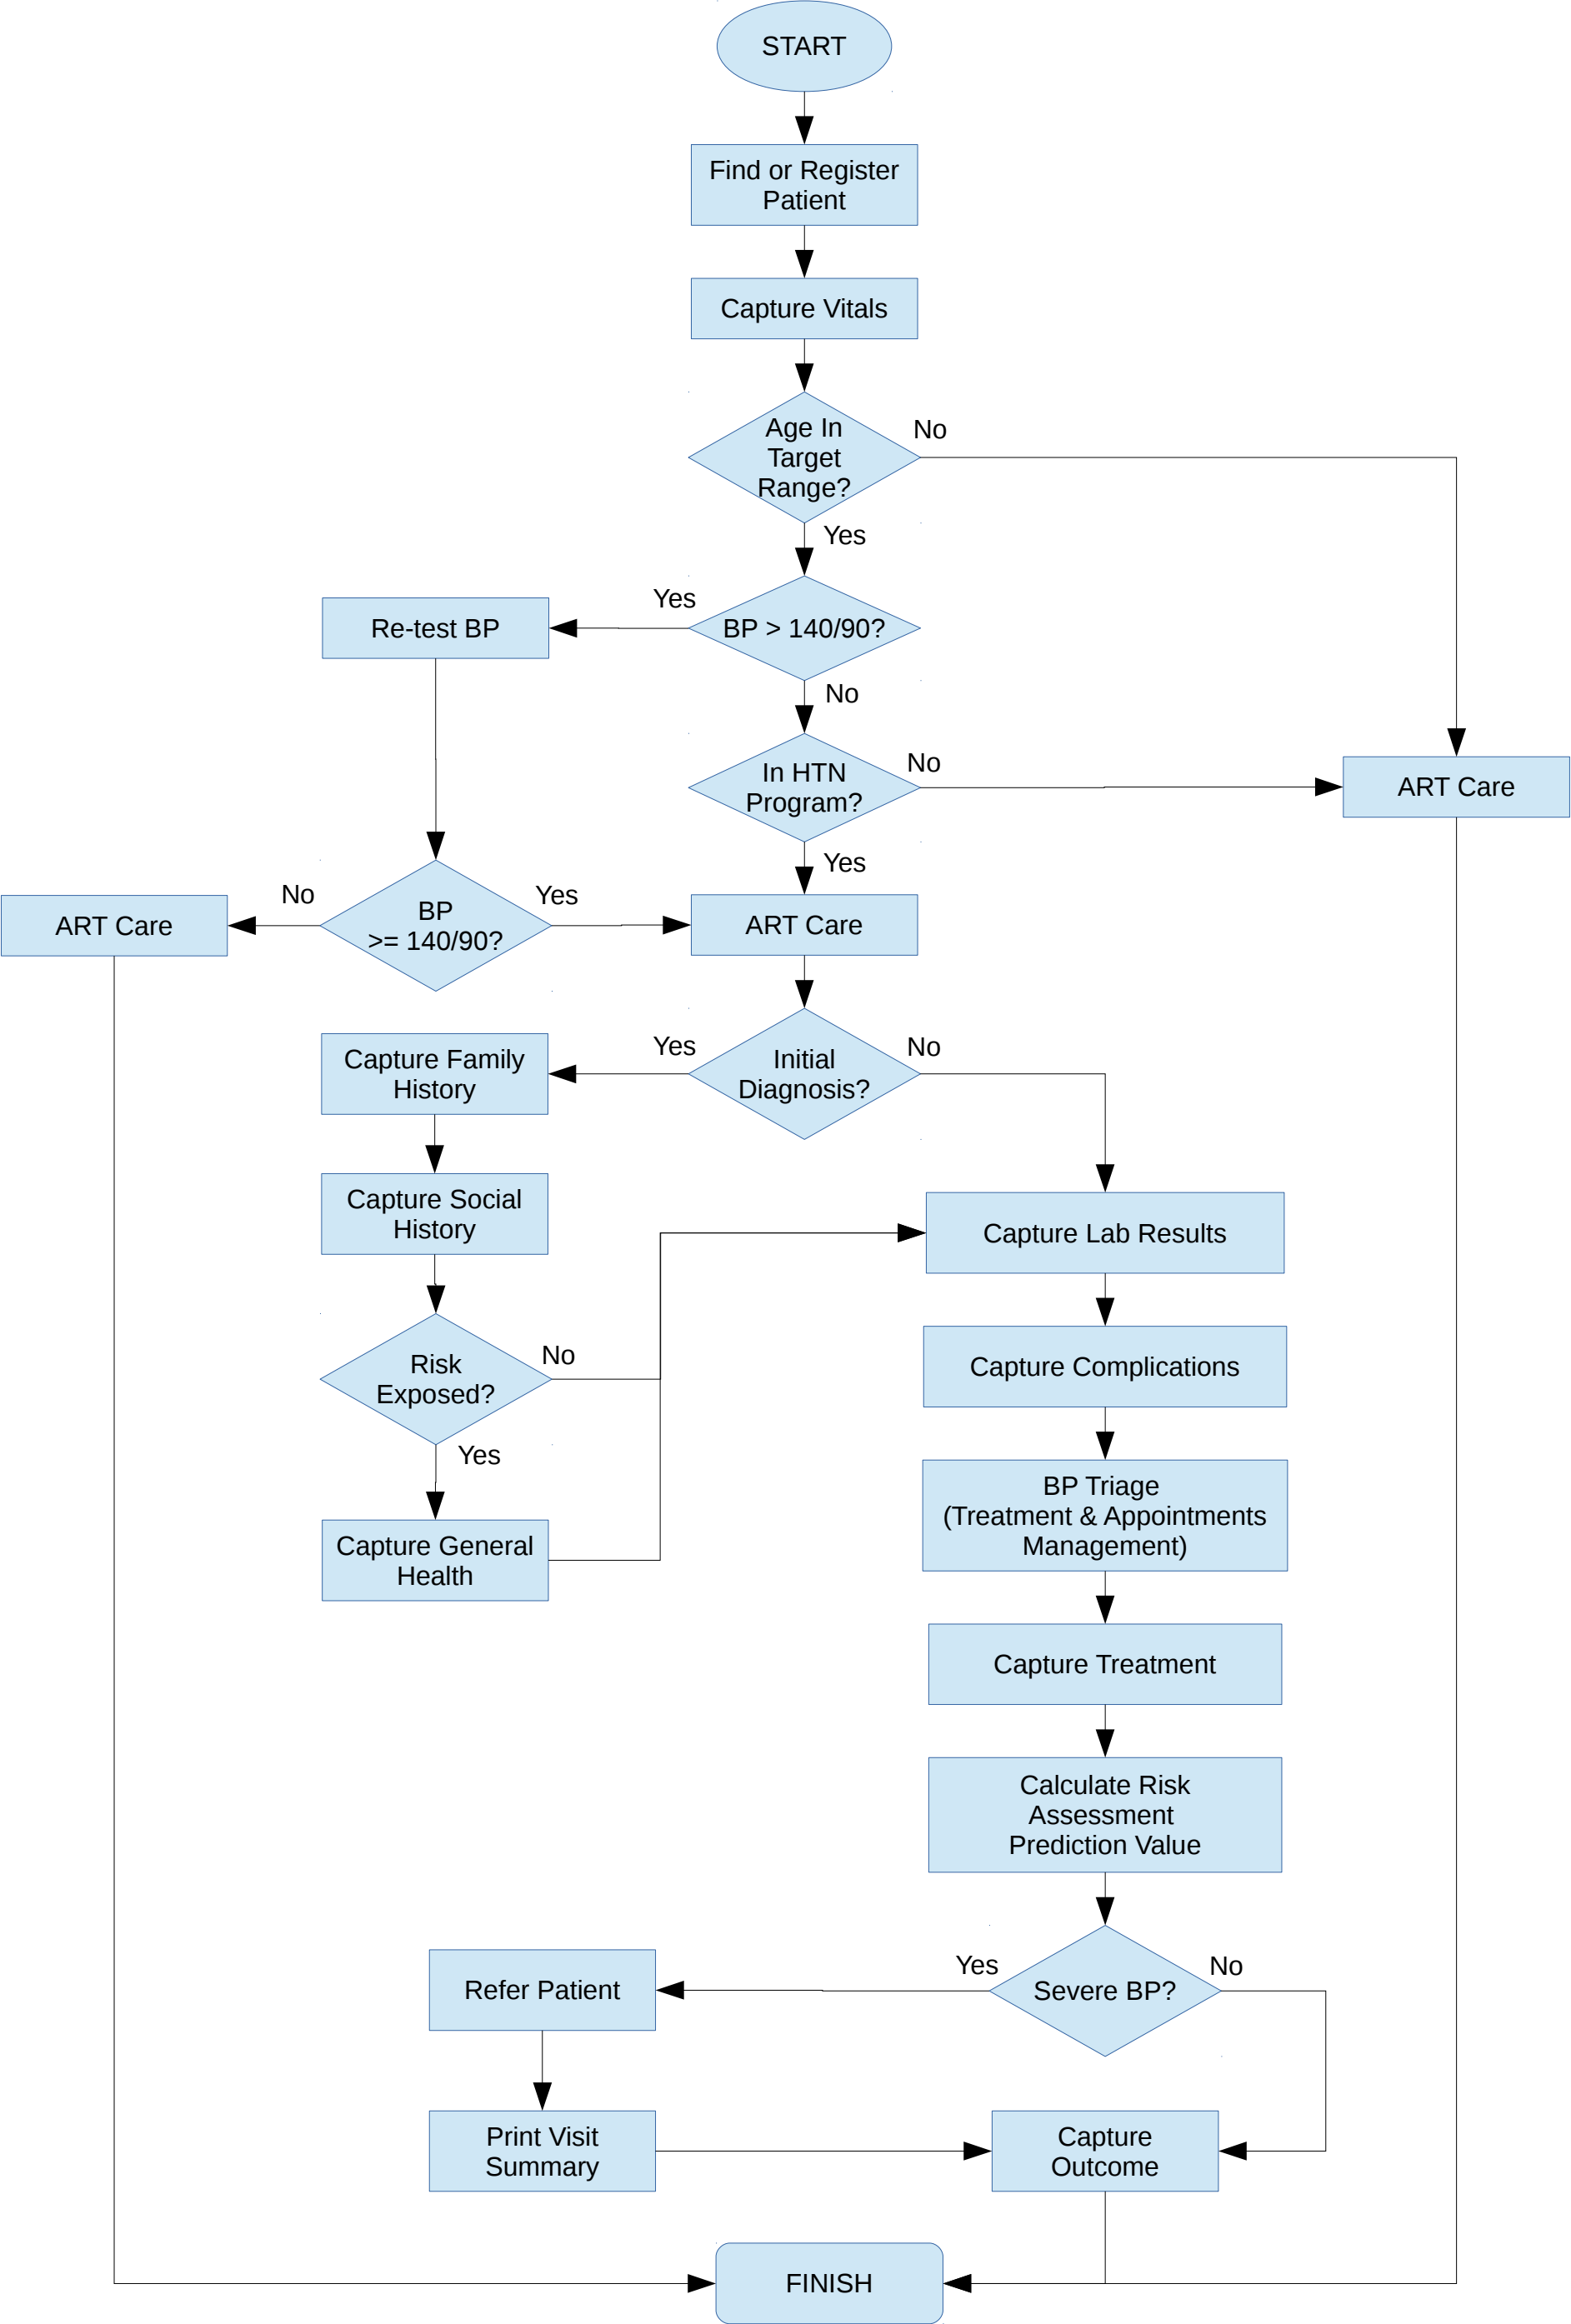 START
Find or Register
Patient
Capture Vitals
Age In
Target
Range?
No
Yes
Re-test BP
Yes
BP > 140/90?
No
In HTN
Program?
No
ART Care
Yes
ART Care
No
BP
>= 140/90?
Yes
ART Care
Capture Family
History
Yes
Initial
Diagnosis?
No
Capture Social
History
Capture Lab Results
Risk
Exposed?
No
Capture Complications
Yes
BP Triage
(Treatment & Appointments
Management)
Capture General
Health
Capture Treatment
Calculate Risk
Assessment
Prediction Value
Refer Patient
Yes
Severe BP?
No
Print Visit
Summary
Capture
Outcome
FINISH